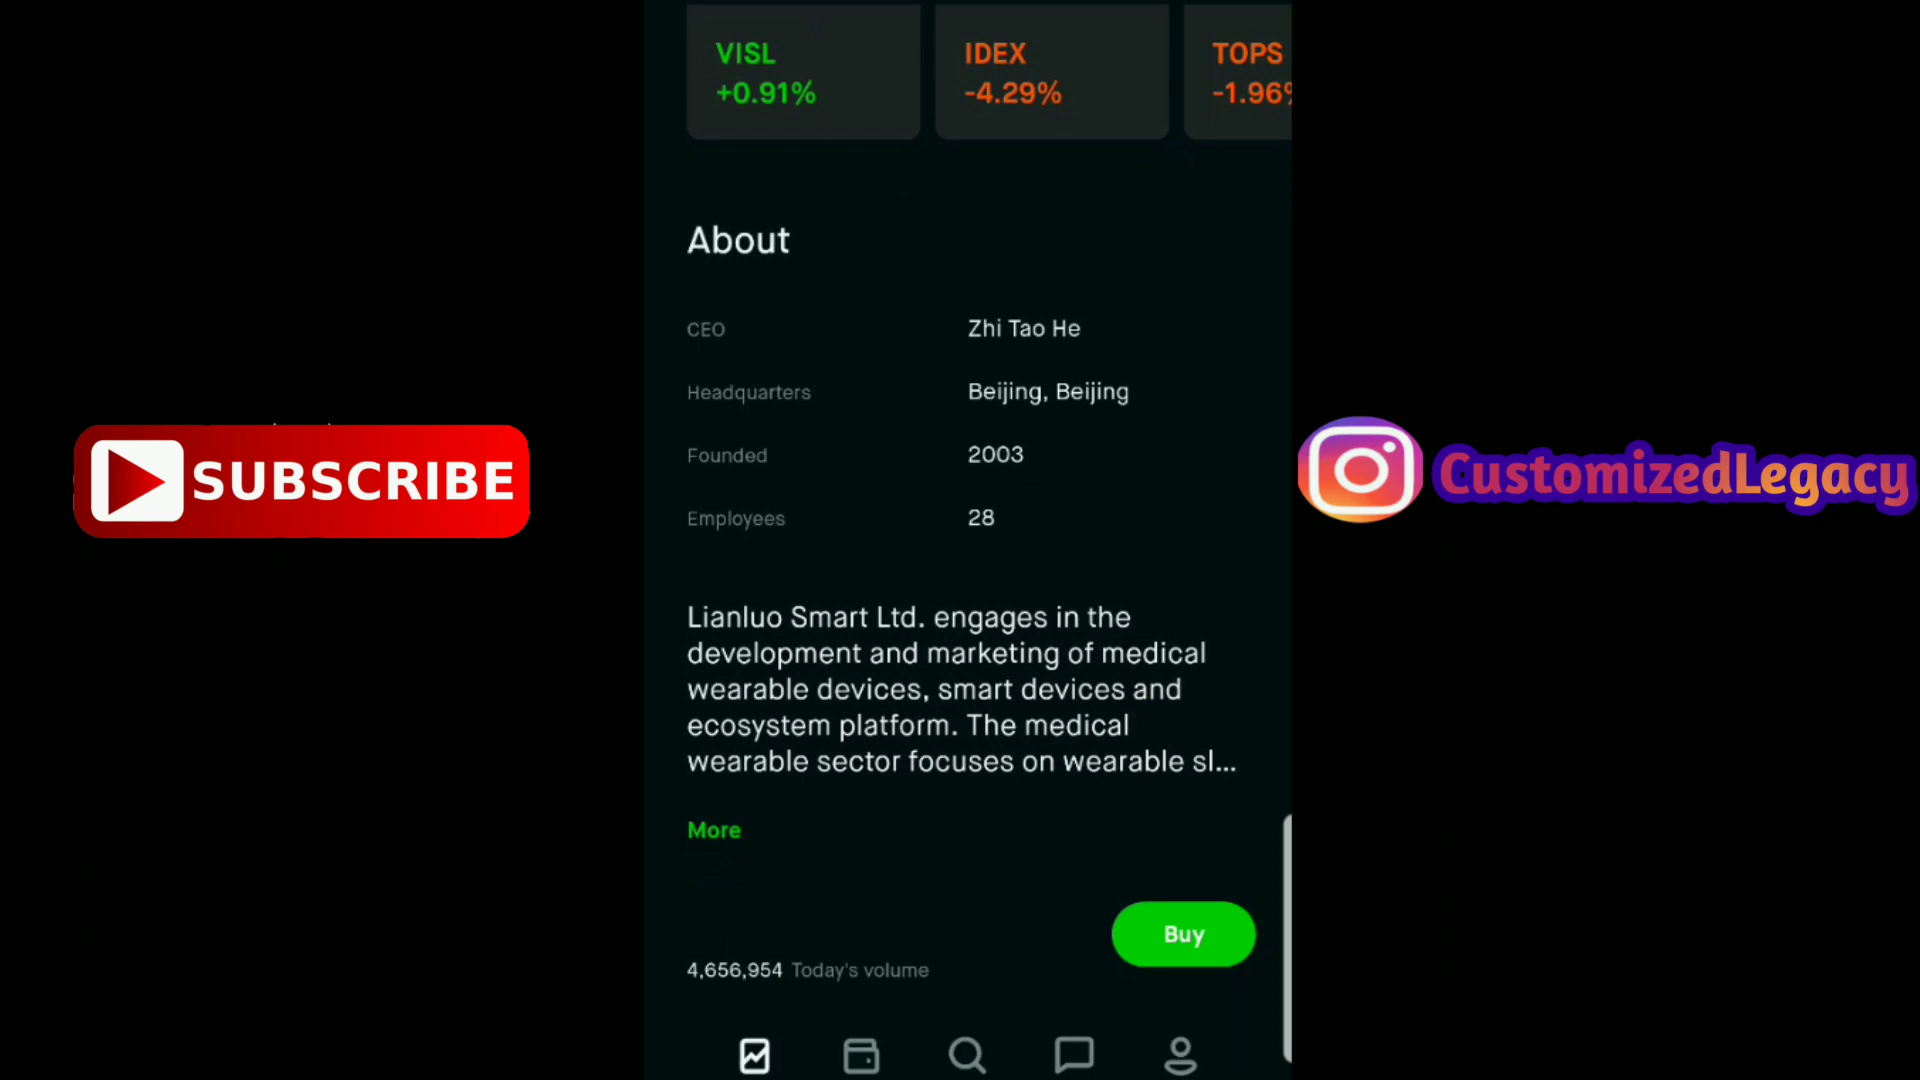 VISL IDEX TOPS
+0.91% -4.29% -1.96%
About
CEO Zhi Tao He
Headquarters Beijing, Beijing
Founded 2003
Employees 28
SUBSCRIBE
CustomizedLegacy
Lianluo Smart Ltd. engages in the
development and marketing of medical
wearable devices, smart devices and
ecosystem platform. The medical
wearable sector focuses on wearable sl...
More
Buy
4,656,954 Today's volume